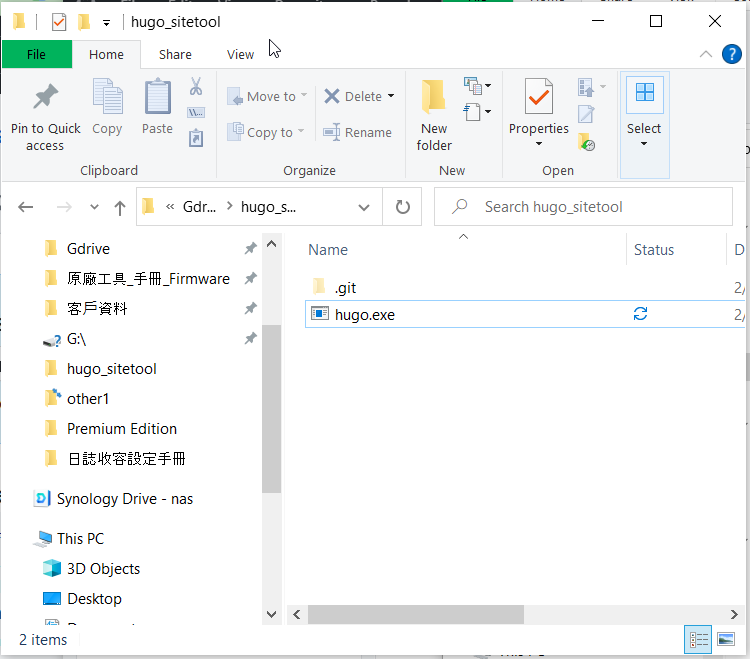 hugo_sitetool
File Home Share View
Pin to Quick access
Copy
Paste
Move to
Copy to
Delete
Rename
New folder
Properties
Select
Clipboard Organize New Open
« Gdr... > hugo_s...
Search hugo_sitetool
Name Status D
.git 2/
hugo.exe 2/
Gdrive
原廠工具_手冊_Firmware
客戶資料
G:\
hugo_sitetool
other1
Premium Edition
日誌收容設定手冊
Synology Drive - nas
This PC
3D Objects
Desktop
2 items